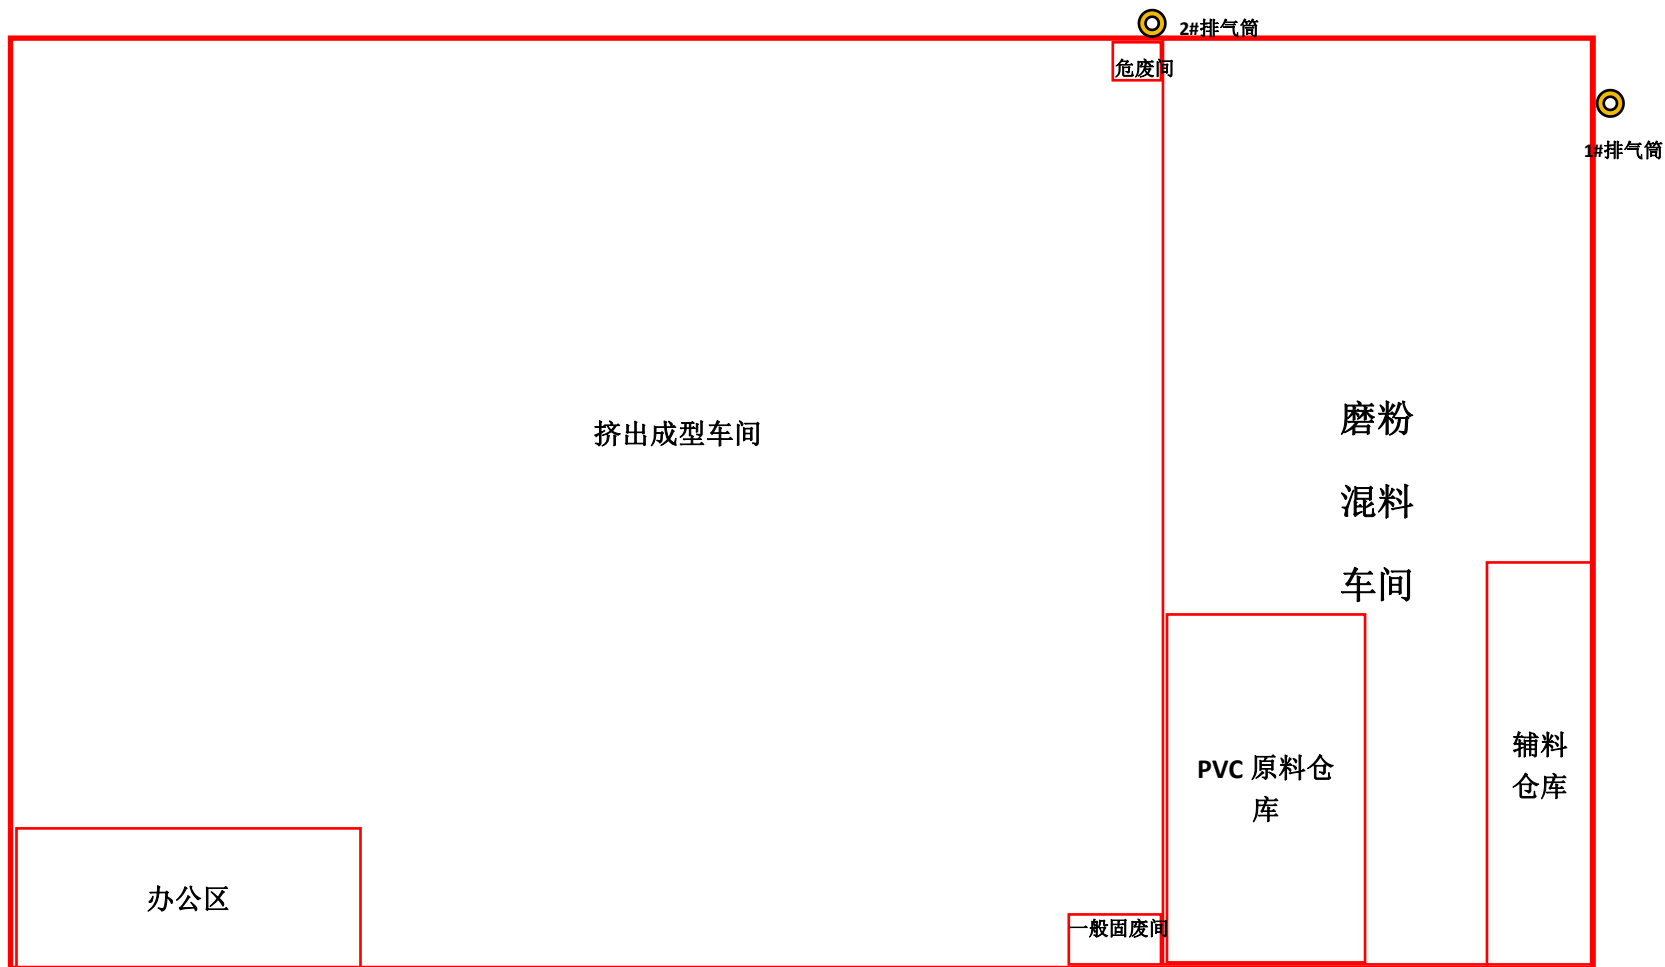 2#排气筒
危废间
1#排气筒
挤出成型车间
磨粉
混料
车间
PVC 原料仓
库
辅料
仓库
办公区
一般固废间